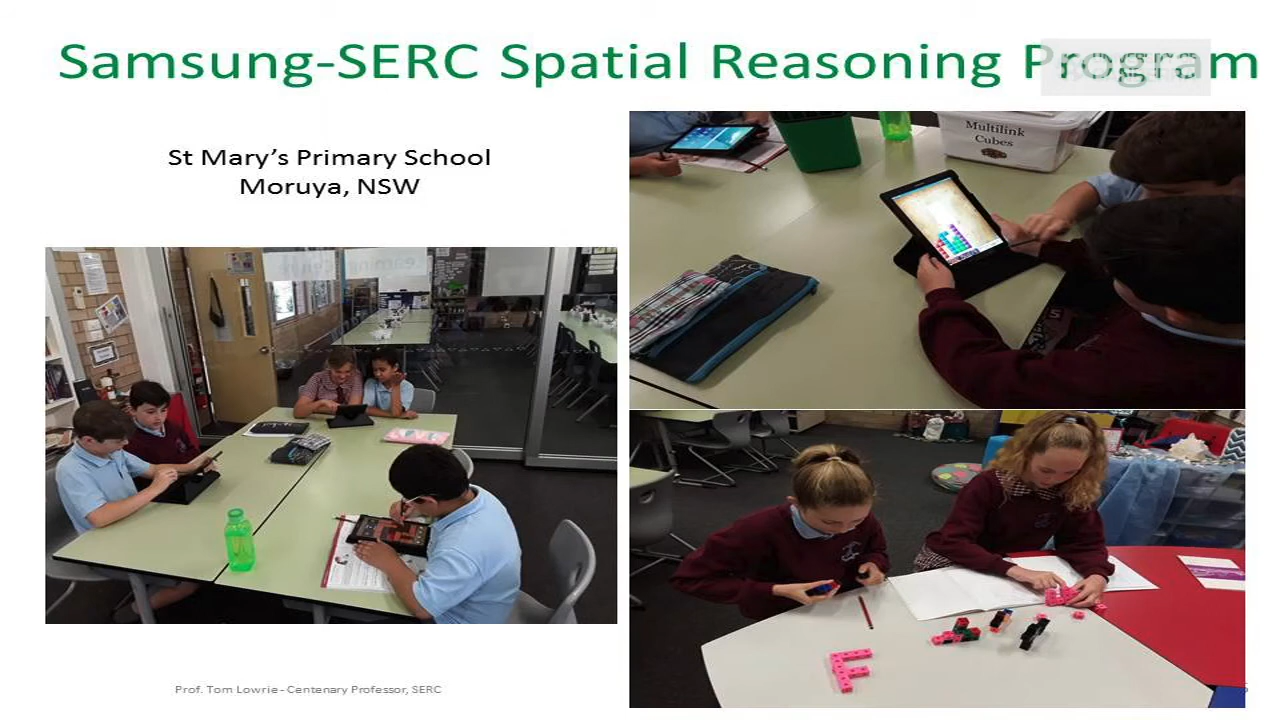 Samsung-SERC Spatial Reasoning Program
St Mary’s Primary School
Moruya, NSW
Multilink
Cubes
Prof. Tom Lowrie - Centenary Professor, SERC